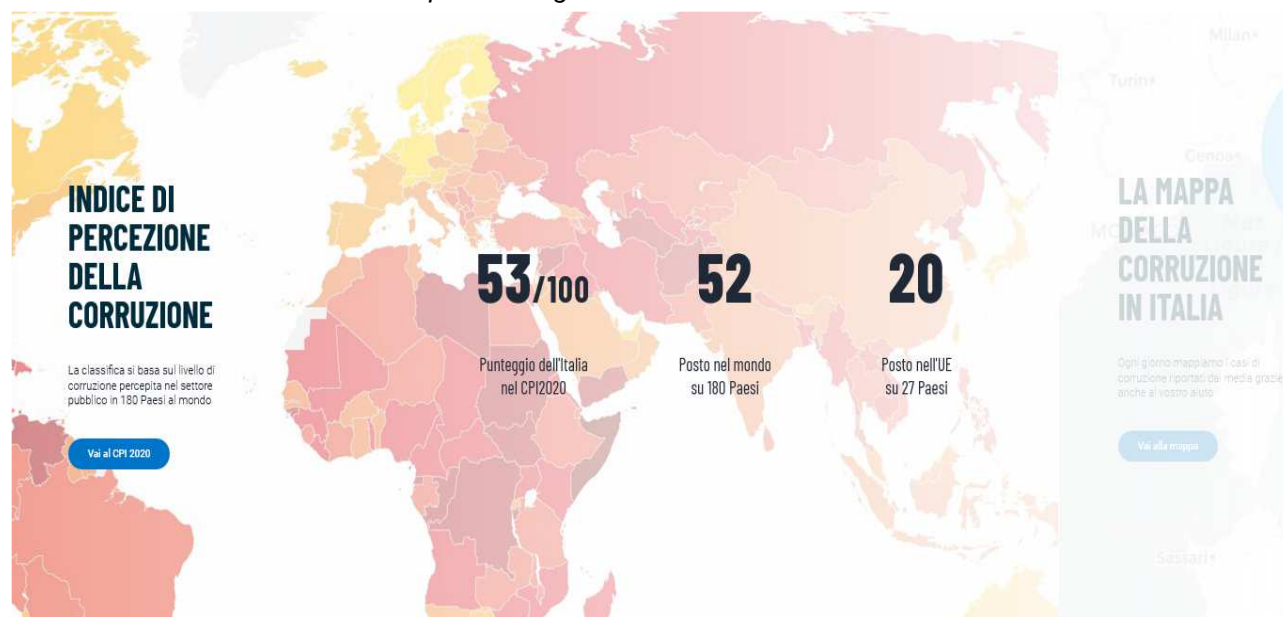 INDICE DI
PERCEZIONE
DELLA
CORRUZIONE
La classifica si basa sul livello di
corruzione percepita nel settore
pubblico in 180 Paesi al mondo
Vai al CPI 2020
53/100
Punteggio dell'Italia
nel CPI2020
52
Posto nel mondo
su 180 Paesi
20
Posto nell'UE
su 27 Paesi
Milan
Turin
Genoa
LA MAPPA
DELLA
CORRUZIONE
IN ITALIA
Ogni giorno mappiamo i casi di
corruzione riportati dai media grazie
anche al vostro aiuto
Vai alla mappa
Sassari